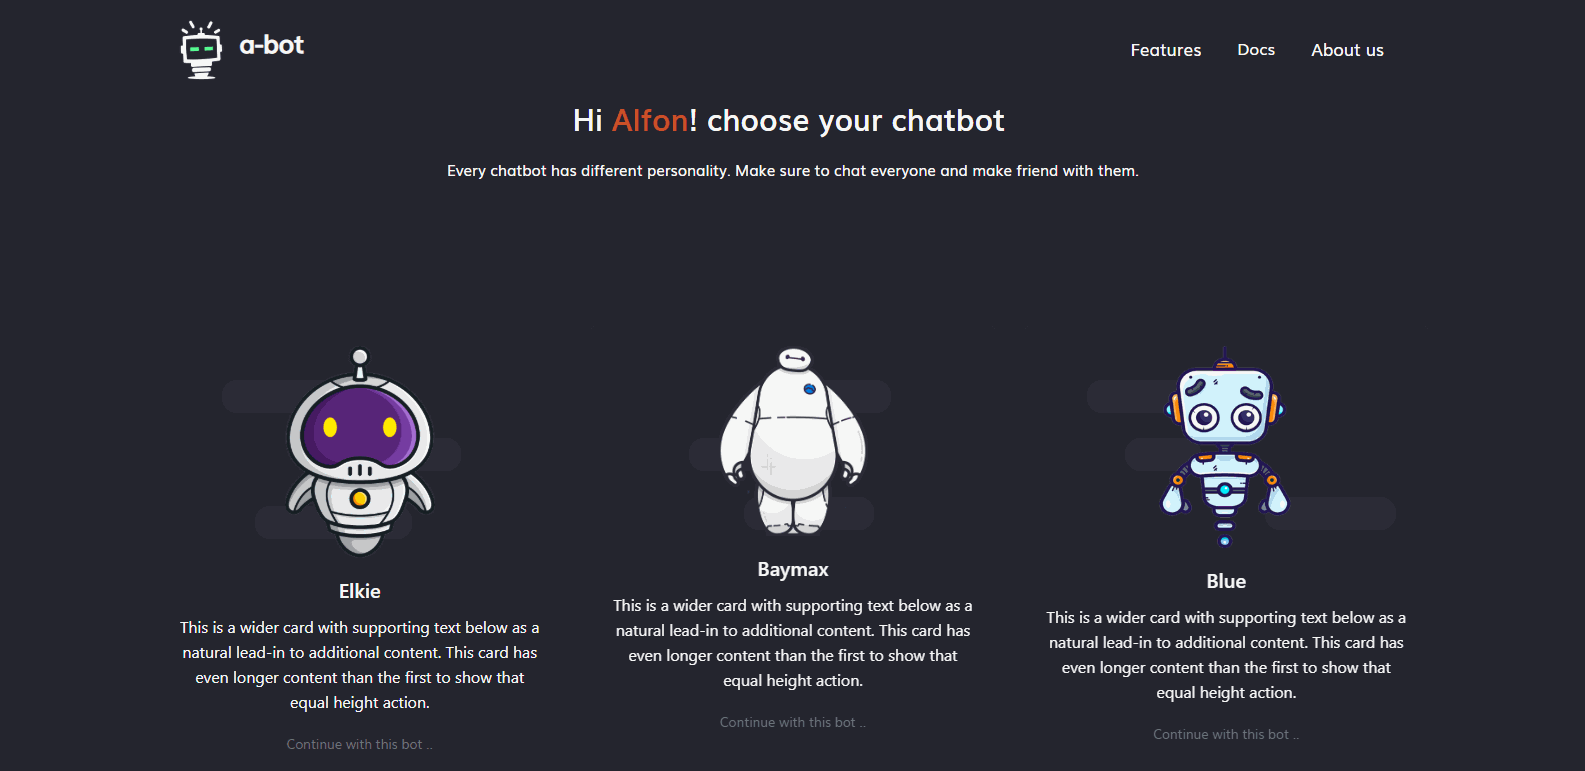 a-bot
Features
Docs
About us
Hi Alfon! choose your chatbot
Every chatbot has different personality. Make sure to chat everyone and make friend with them.
Elkie
This is a wider card with supporting text below as a
natural lead-in to additional content. This card has
even longer content than the first to show that
equal height action.
Continue with this bot ..
Baymax
This is a wider card with supporting text below as a
natural lead-in to additional content. This card has
even longer content than the first to show that
equal height action.
Continue with this bot ..
Blue
This is a wider card with supporting text below as a
natural lead-in to additional content. This card has
even longer content than the first to show that
equal height action.
Continue with this bot ..